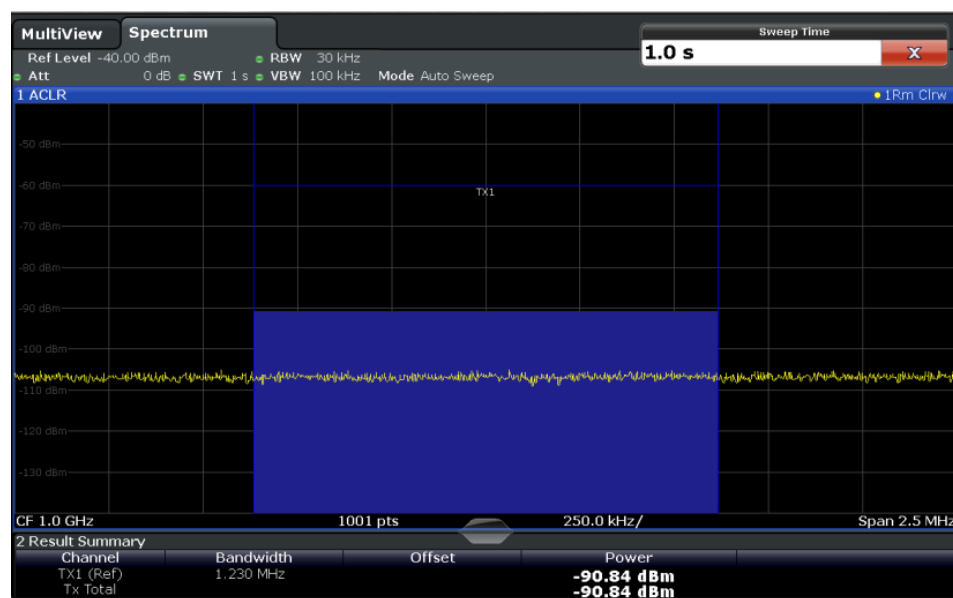 MultiView Spectrum
Sweep Time
Ref Level -40.00 dBm RBW 30 kHz
1.0 s X
Att 0 dB SWT 1 s VBW 100 kHz Mode Auto Sweep
1 ACLR 1Rm Clrw
-50 dBm
-60 dBm
TX1
-70 dBm
-80 dBm
-90 dBm
-100 dBm
-110 dBm
-120 dBm
-130 dBm
CF 1.0 GHz 1001 pts 250.0 kHz/ Span 2.5 MHz
2 Result Summary
Channel Bandwidth Offset Power
TX1 (Ref) 1.230 MHz -90.84 dBm
Tx Total -90.84 dBm